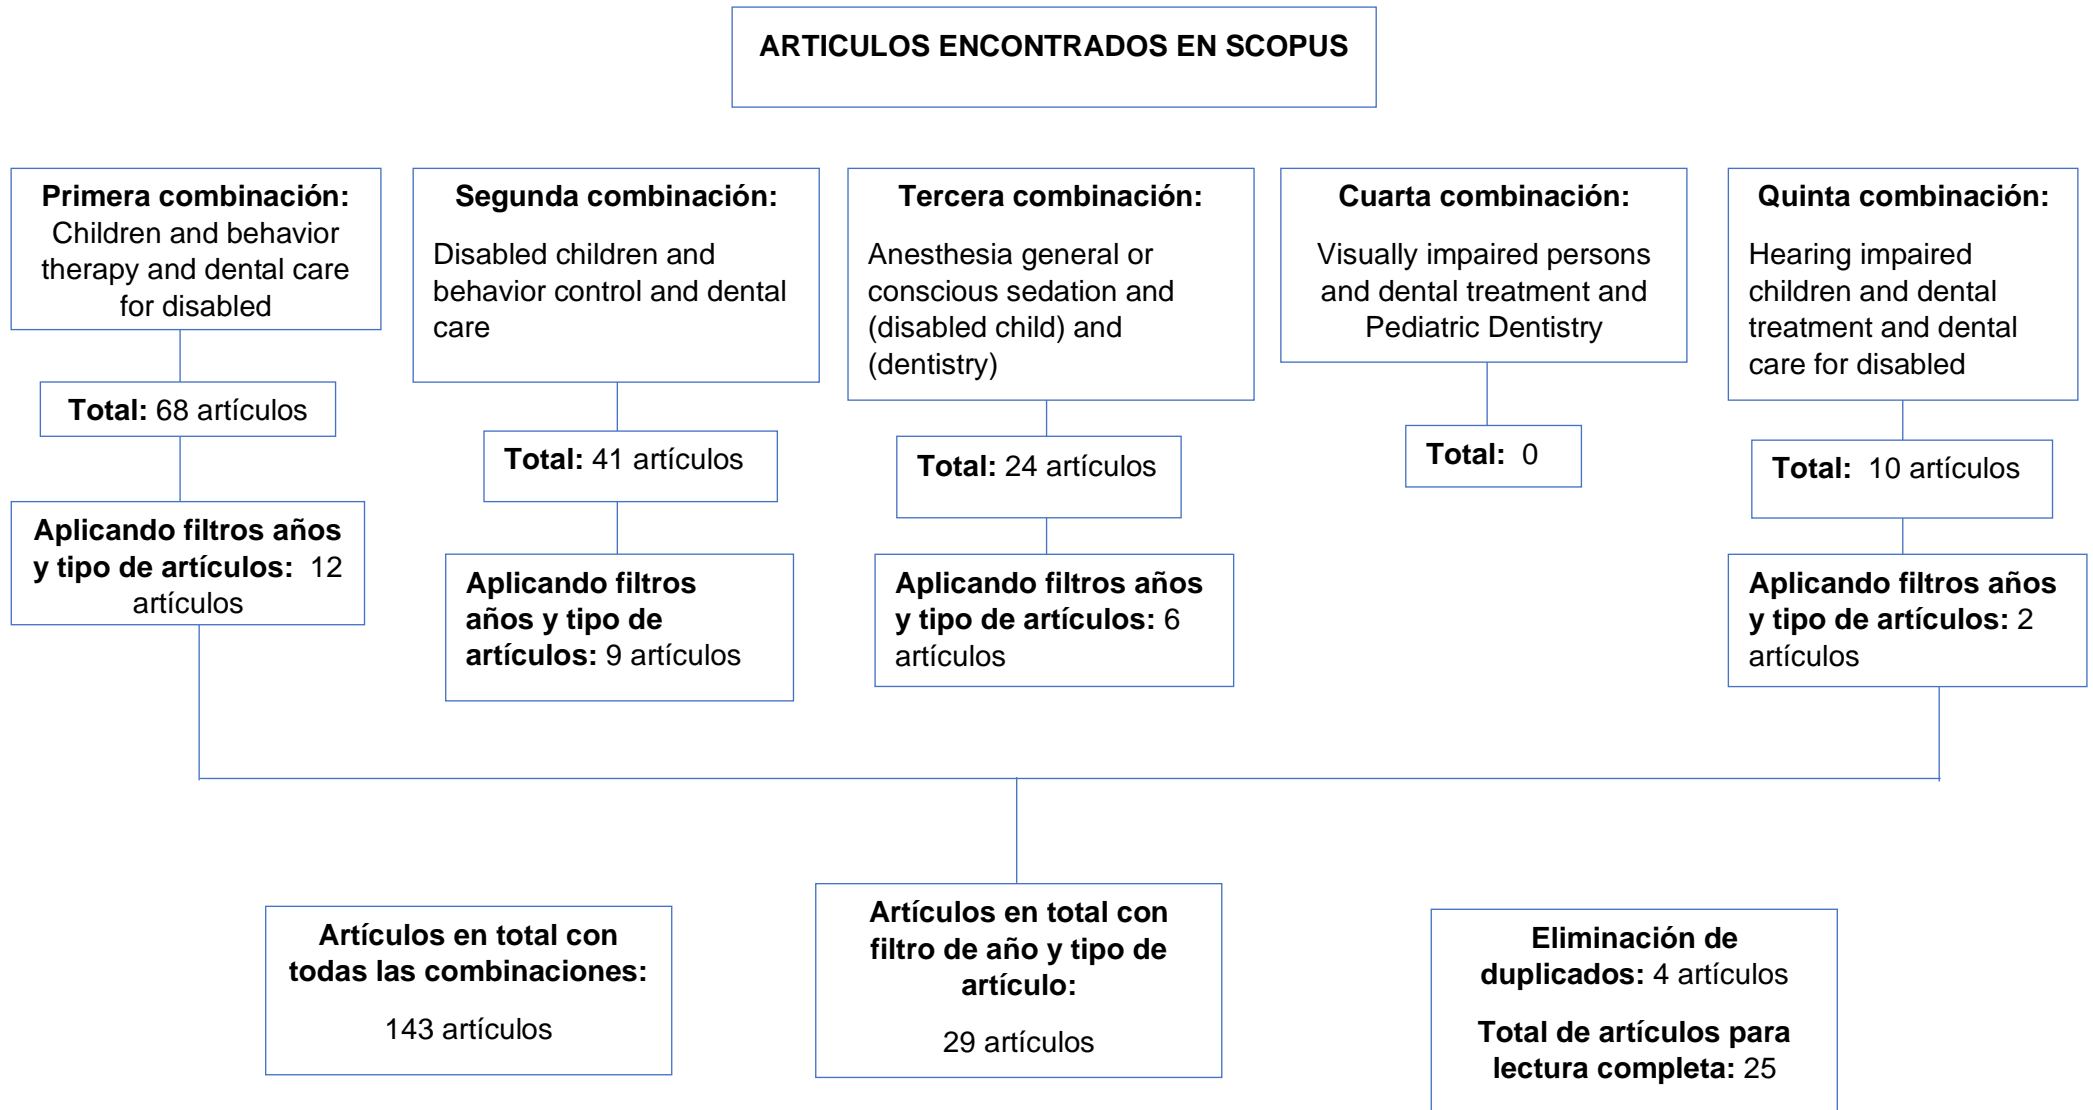 ARTICULOS ENCONTRADOS EN SCOPUS
Primera combinación:
Children and behavior
therapy and dental care
for disabled
Total: 68 artículos
Aplicando filtros años
y tipo de artículos: 12
artículos
Segunda combinación:
Disabled children and
behavior control and dental
care
Total: 41 artículos
Aplicando filtros
años y tipo de
artículos: 9 artículos
Tercera combinación:
Anesthesia general or
conscious sedation and
(disabled child) and
(dentistry)
Total: 24 artículos
Aplicando filtros años
y tipo de artículos: 6
artículos
Cuarta combinación:
Visually impaired persons
and dental treatment and
Pediatric Dentistry
Total: 0
Quinta combinación:
Hearing impaired
children and dental
treatment and dental
care for disabled
Total: 10 artículos
Aplicando filtros años
y tipo de artículos: 2
artículos
Artículos en total con
todas las combinaciones:
143 artículos
Artículos en total con
filtro de año y tipo de
artículo:
29 artículos
Eliminación de
duplicados: 4 artículos
Total de artículos para
lectura completa: 25